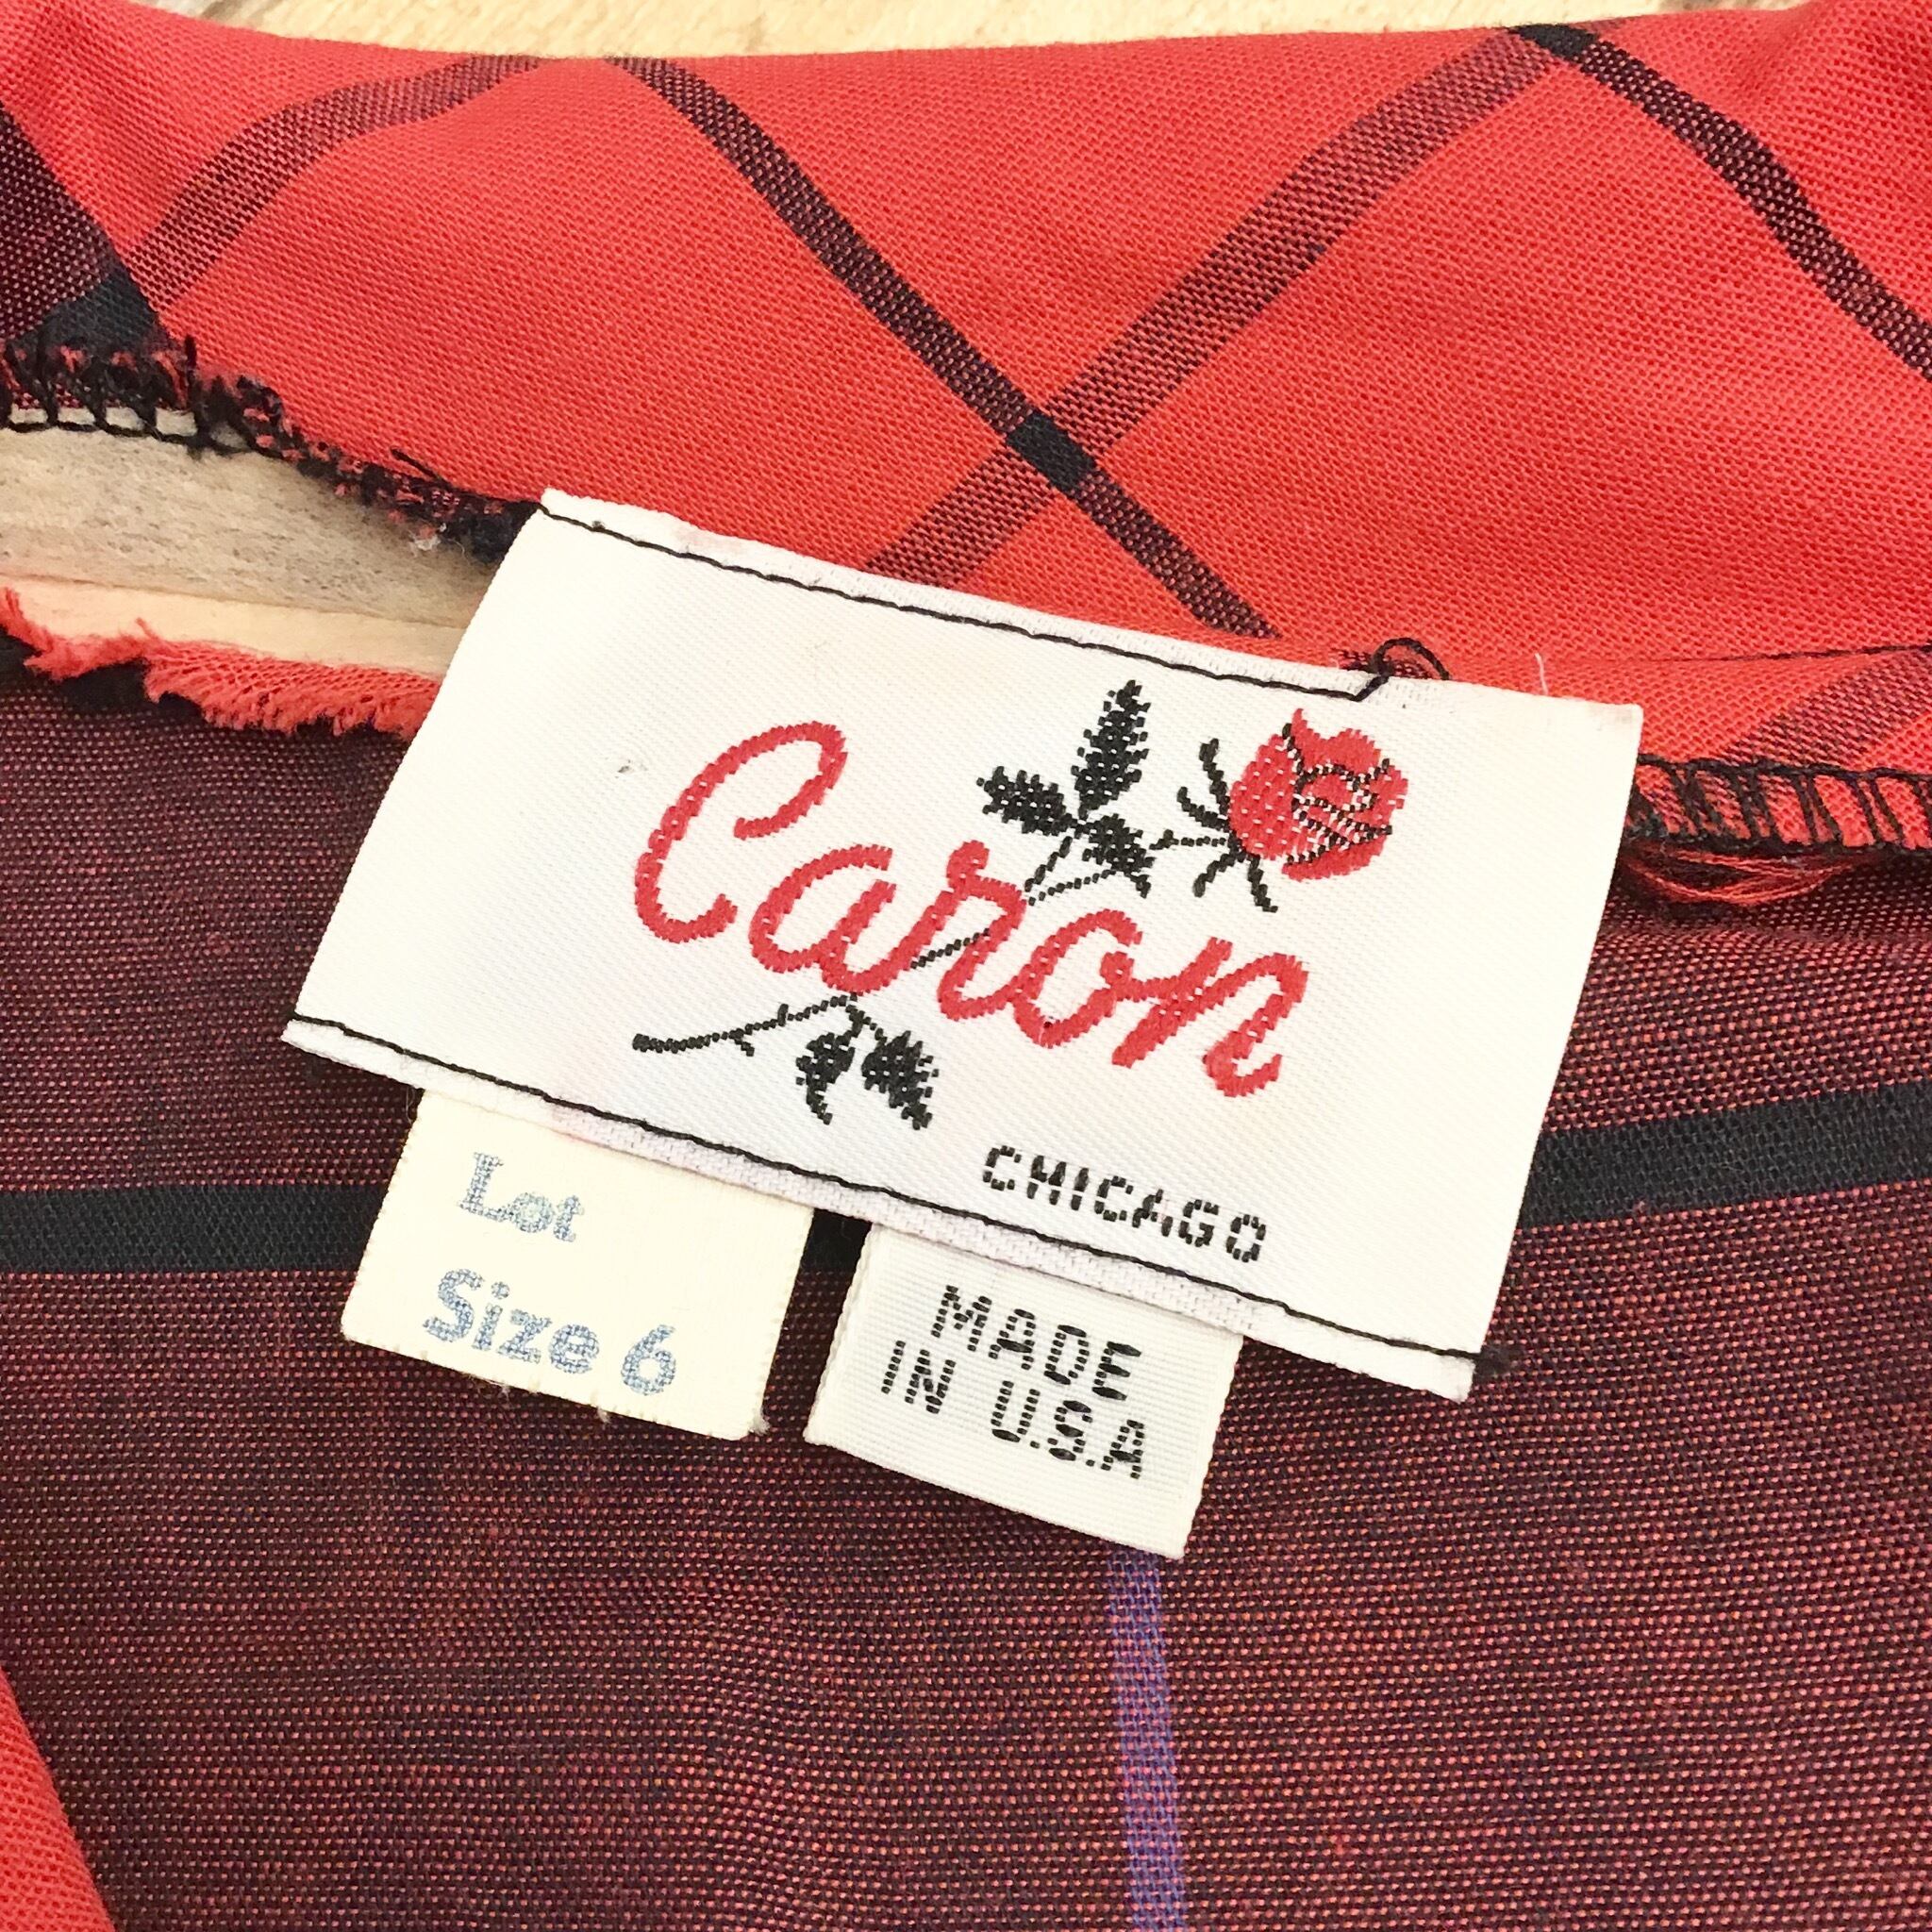 Caron
CHICAGO
Lot
Size 6
MADE
IN U.S.A